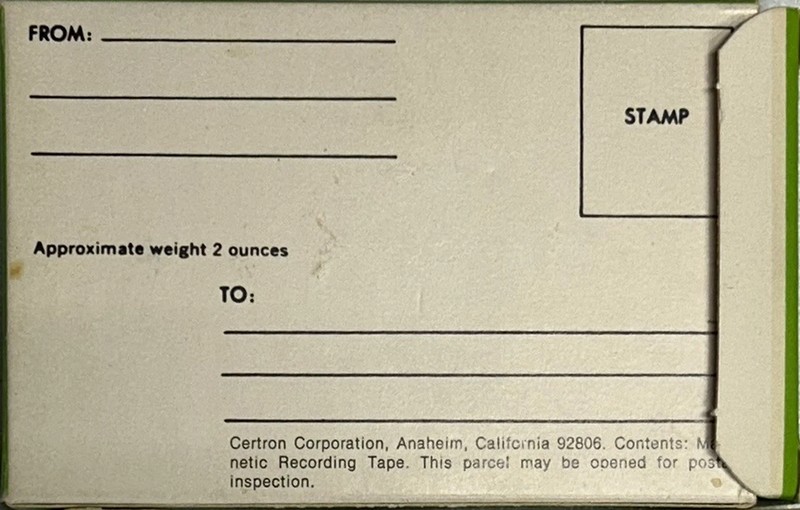 FROM:
STAMP
Approximate weight 2 ounces
TO:
Certron Corporation, Anaheim, California 92806. Contents: Ma
netic Recording Tape. This parcel may be opened for post
inspection.